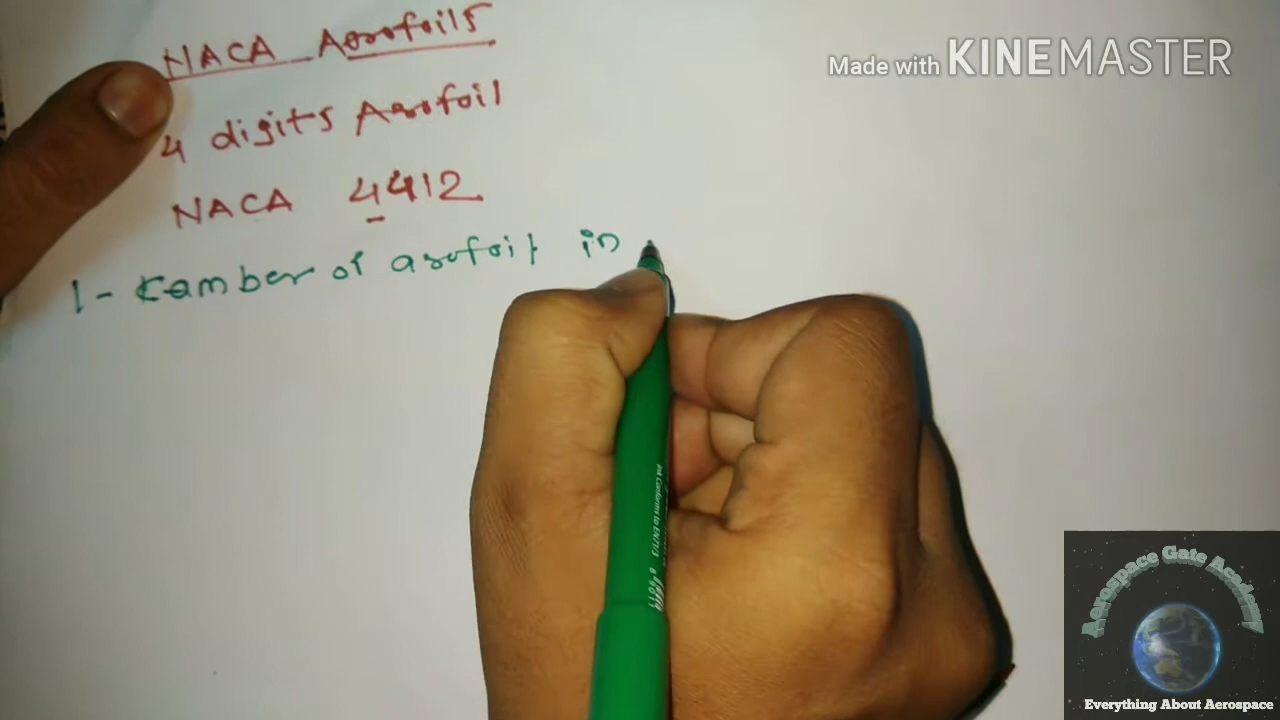 NACA Aerofoils
Made with KINEMASTER
4 digits Aerofoil
NACA 4412
1- Camber of aerofoil in
Aerospace Gate Academy
Everything About Aerospace